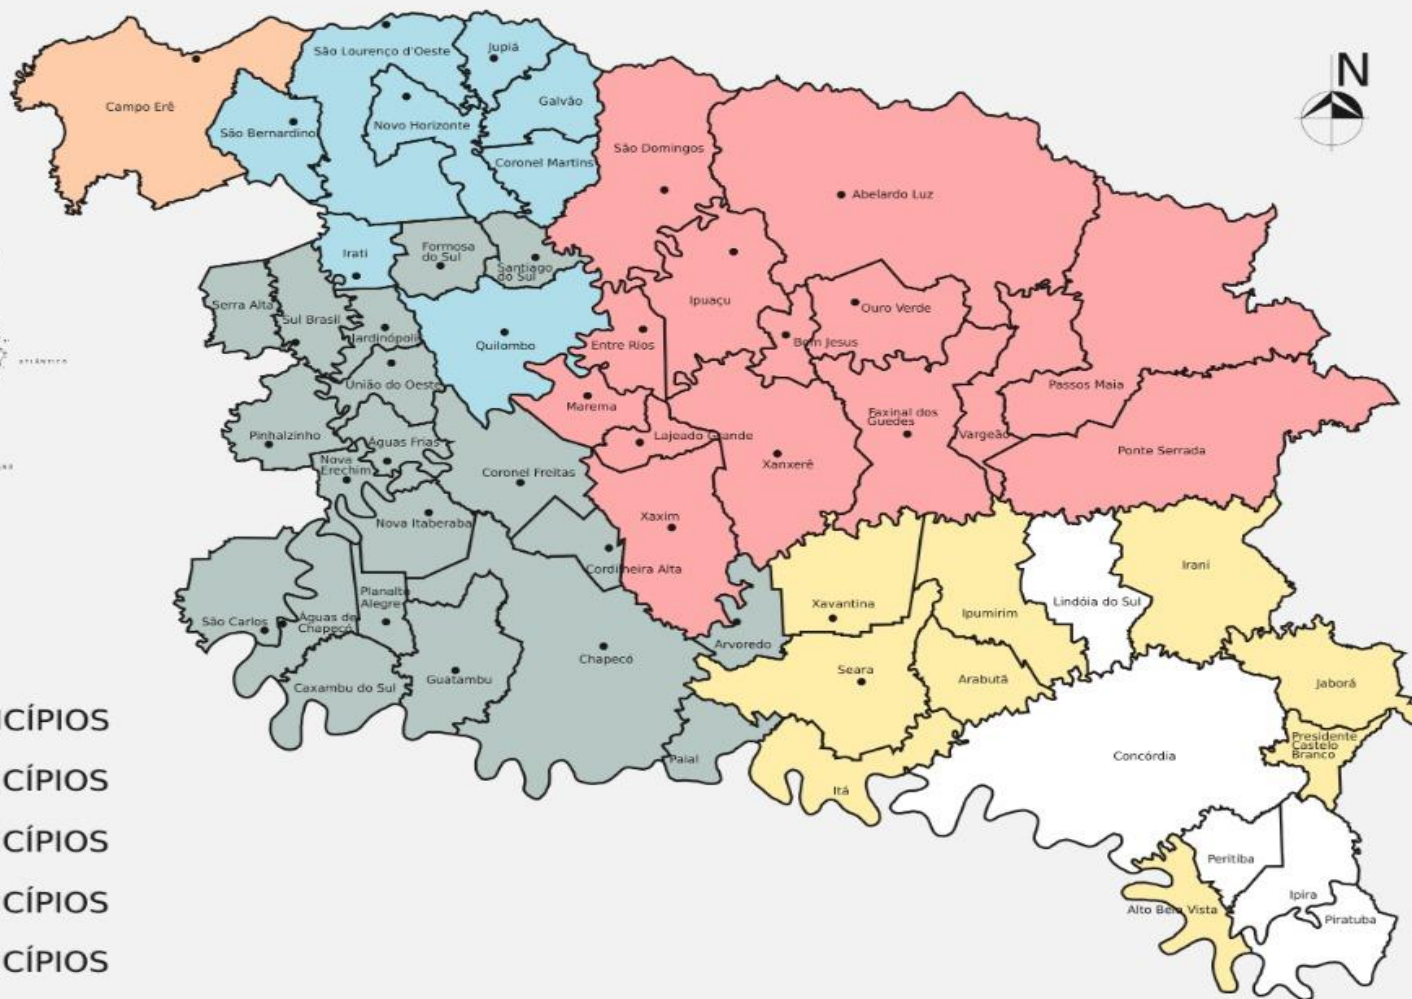 N
São Lourenço d'Oeste
Jupiá
Campo Erê
Galvão
São Bernardino
Novo Horizonte
Coronel Martins
São Domingos
Abelardo Luz
Irati
Formosa
do Sul
Santiago
do Sul
Serra Alta
Sul Brasil
Jardinópolis
Quilombo
Ipuaçu
Ouro Verde
Entre Rios
Bom Jesus
ATLÂNTICO
União do Oeste
Marema
Passos Maia
Pinhalzinho
Águas Frias
Lajeado Grande
Faxinal dos
Guedes
Vargeão
Nova
Erechim
Coronel Freitas
Xanxerê
Ponte Serrada
Nova Itaberaba
Xaxim
Cordilheira Alta
Irani
Planalto
Alegre
Xavantina
Ipumirim
Lindóia do Sul
São Carlos
Águas de
Chapecó
Chapecó
Arvoredo
Caxambu do Sul
Guatambu
Seara
Arabutã
Jaborá
CÍPIOS
Paial
Itá
Concórdia
Presidente
Castelo
Branco
CÍPIOS
CÍPIOS
Peritiba
CÍPIOS
Alto Bela Vista
Ipira
Piratuba
CÍPIOS